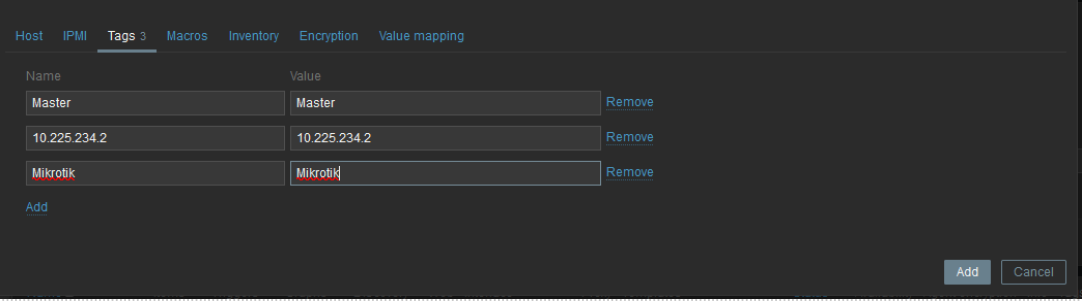 Host IPMI Tags 3 Macros Inventory Encryption Value mapping
Name Value
Master Master Remove
10.225.234.2 10.225.234.2 Remove
Mikrotik Mikrotik Remove
Add
Add Cancel